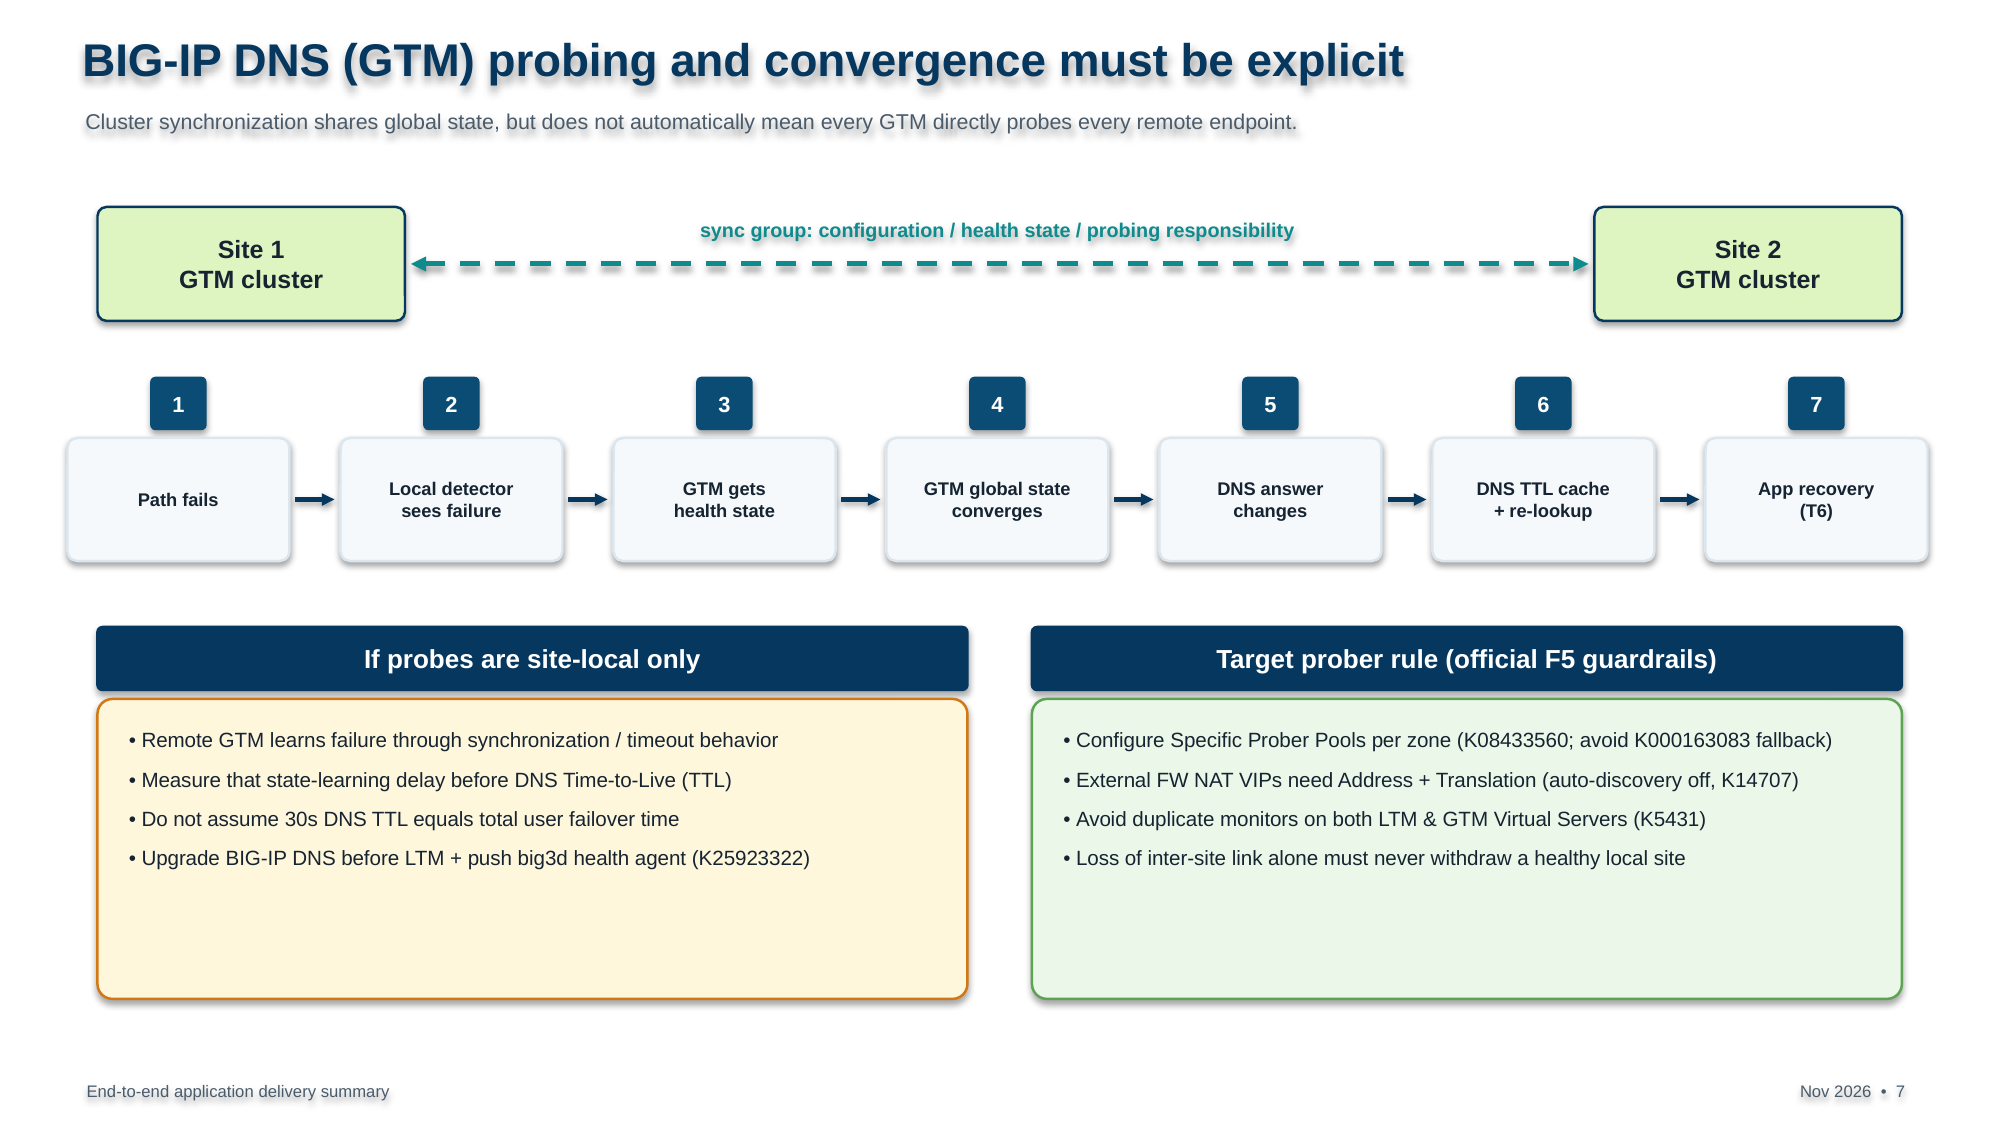 BIG-IP DNS (GTM) probing and convergence must be explicit
Cluster synchronization shares global state, but does not automatically mean every GTM directly probes every remote endpoint.
Site 1
GTM cluster
sync group: configuration / health state / probing responsibility
Site 2
GTM cluster
1
Path fails
2
Local detector
sees failure
3
GTM gets
health state
4
GTM global state
converges
5
DNS answer
changes
6
DNS TTL cache
+ re-lookup
7
App recovery
(T6)
If probes are site-local only
• Remote GTM learns failure through synchronization / timeout behavior
• Measure that state-learning delay before DNS Time-to-Live (TTL)
• Do not assume 30s DNS TTL equals total user failover time
• Upgrade BIG-IP DNS before LTM + push big3d health agent (K25923322)
Target prober rule (official F5 guardrails)
• Configure Specific Prober Pools per zone (K08433560; avoid K000163083 fallback)
• External FW NAT VIPs need Address + Translation (auto-discovery off, K14707)
• Avoid duplicate monitors on both LTM & GTM Virtual Servers (K5431)
• Loss of inter-site link alone must never withdraw a healthy local site
End-to-end application delivery summary
Nov 2026 • 7